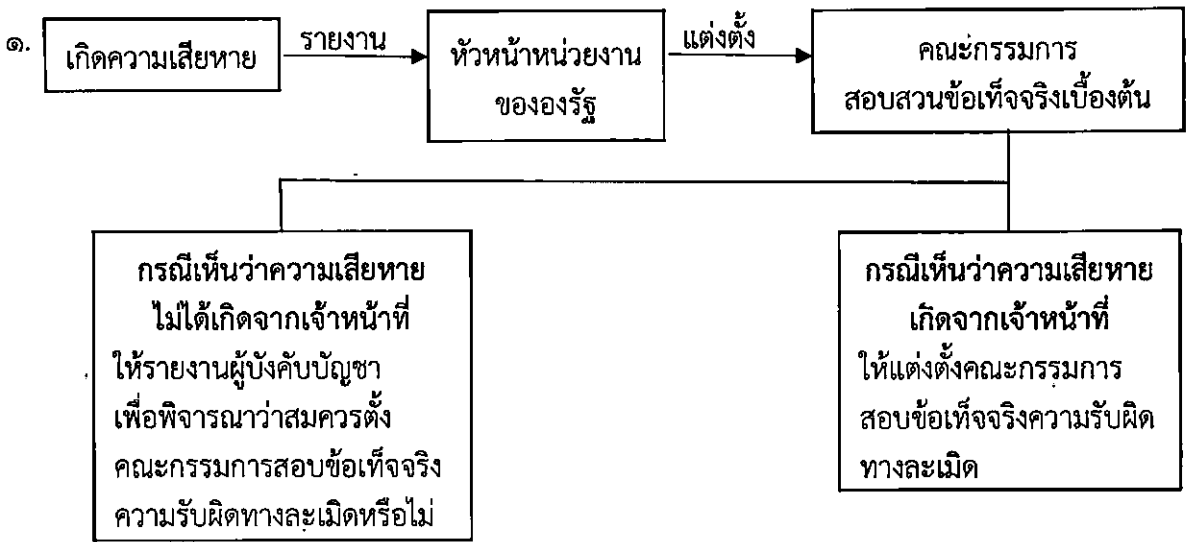 ๑.
เกิดความเสียหาย
รายงาน
หัวหน้าหน่วยงาน
ขององรัฐ
แต่งตั้ง
คณะกรรมการ
สอบสวนข้อเท็จจริงเบื้องต้น
กรณีเห็นว่าความเสียหาย
ไม่ได้เกิดจากเจ้าหน้าที่
ให้รายงานผู้บังคับบัญชา
เพื่อพิจารณาว่าสมควรตั้ง
คณะกรรมการสอบข้อเท็จจริง
ความรับผิดทางละเมิดหรือไม่
กรณีเห็นว่าความเสียหาย
เกิดจากเจ้าหน้าที่
ให้แต่งตั้งคณะกรรมการ
สอบข้อเท็จจริงความรับผิด
ทางละเมิด